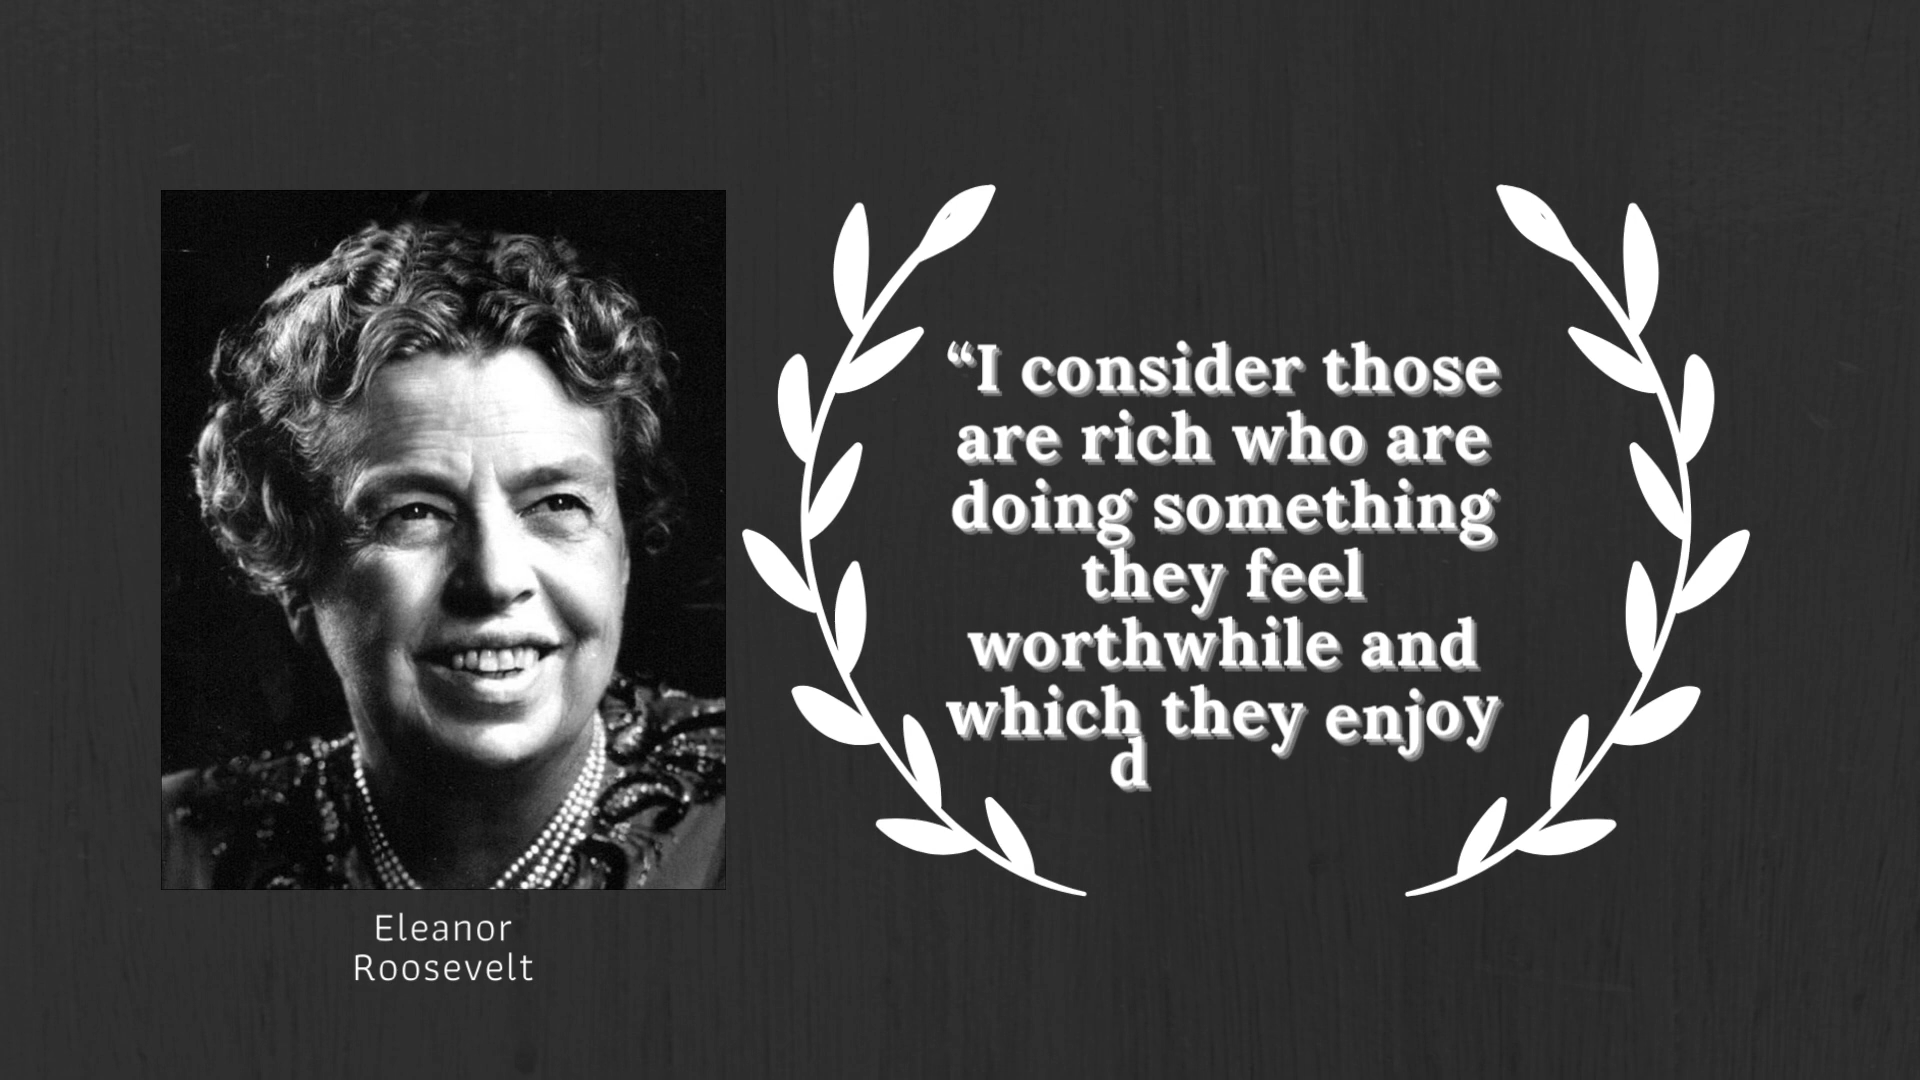 “I consider those
are rich who are
doing something
they feel
worthwhile and
which they enjoy
d
Eleanor
Roosevelt